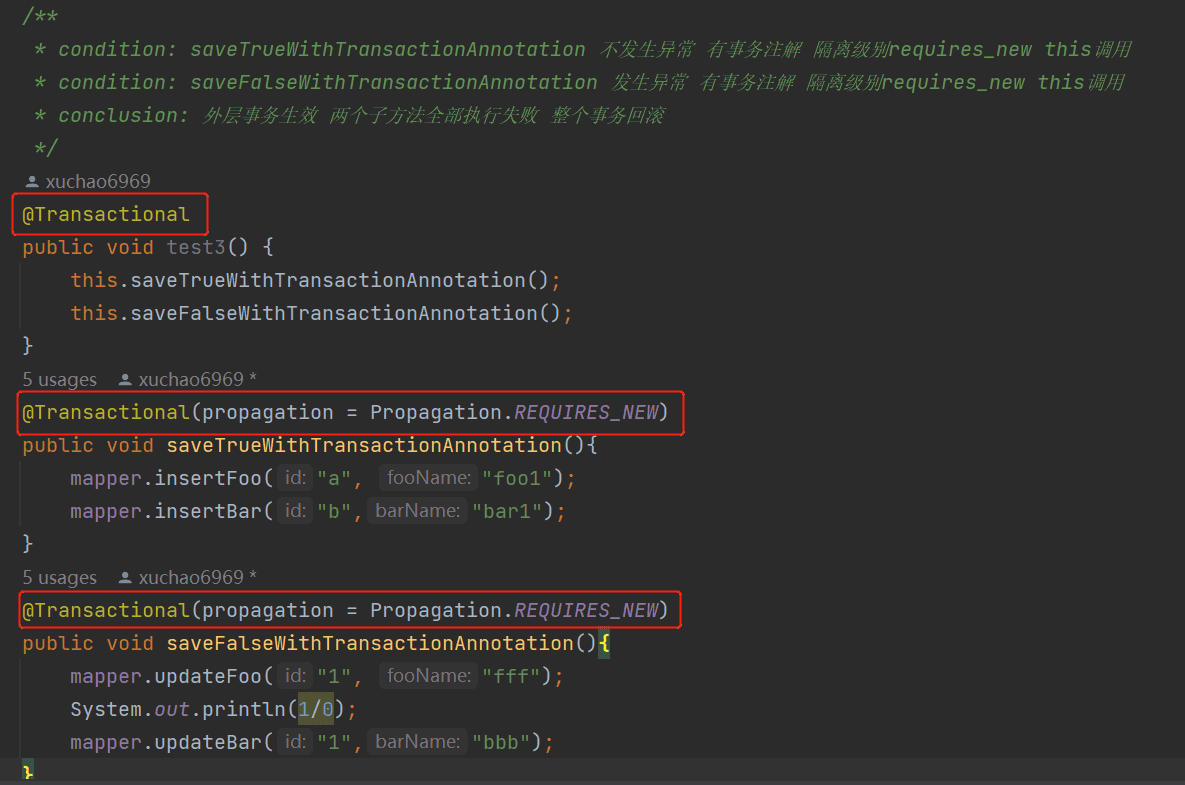 /**
 * condition: saveTrueWithTransactionAnnotation 不发生异常 有事务注解 隔离级别requires_new this调用
 * condition: saveFalseWithTransactionAnnotation 发生异常 有事务注解 隔离级别requires_new this调用
 * conclusion: 外层事务生效 两个子方法全部执行失败 整个事务回滚
 */
xuchao6969
@Transactional
public void test3() {
    this.saveTrueWithTransactionAnnotation();
    this.saveFalseWithTransactionAnnotation();
}
5 usages xuchao6969 *
@Transactional(propagation = Propagation.REQUIRES_NEW)
public void saveTrueWithTransactionAnnotation(){
    mapper.insertFoo( id: "a", fooName: "foo1");
    mapper.insertBar( id: "b", barName: "bar1");
}
5 usages xuchao6969 *
@Transactional(propagation = Propagation.REQUIRES_NEW)
public void saveFalseWithTransactionAnnotation(){
    mapper.updateFoo( id: "1", fooName: "fff");
    System.out.println(1/0);
    mapper.updateBar( id: "1", barName: "bbb");
}